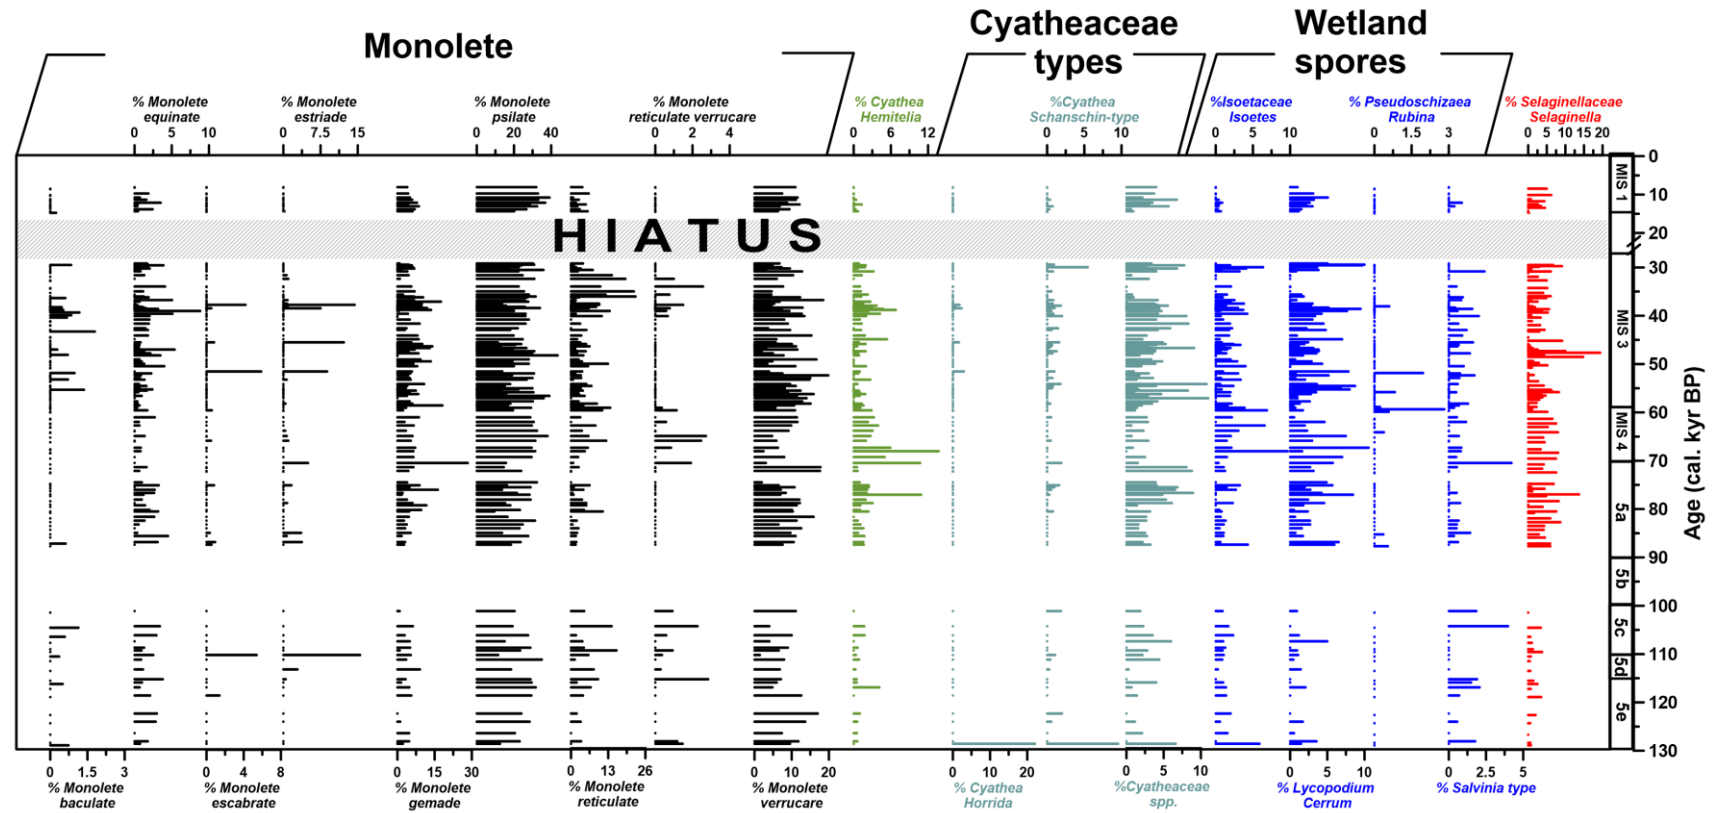 Monolete
Cyatheaceae
types
Wetland
spores
% Monolete
equinate
% Monolete
estriade
% Monolete
psilate
% Monolete
reticulate verrucare
% Cyathea
Hemitelia
%Cyathea
Schanschin-type
%Isoetaceae
Isoetes
% Pseudoschizaea
Rubina
% Selaginellaceae
Selaginella
0 5 10
0 7.5 15
0 20 40
0 2 4
0 6 12
0 10
0 5 10
0 1.5 3
0 5 10 15 20
HIATUS
MIS 1
MIS 3
MIS 4
5a
5b
5c
5d
5e
0
10
20
30
40
50
60
70
80
90
100
110
120
130
Age (cal. kyr BP)
0 1.5 3
0 4 8
0 15 30
0 13 26
0 10 20
0 10 20
0 5 10
0 5 10
0 2.5 5
% Monolete
baculate
% Monolete
escabrate
% Monolete
gemade
% Monolete
reticulate
% Monolete
verrucare
% Cyathea
Horrida
%Cyatheaceae
spp.
% Lycopodium
Cerrum
% Salvinia type